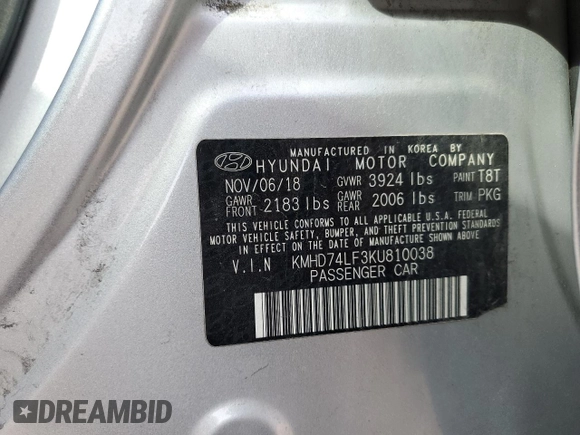 MANUFACTURED IN KOREA BY
HYUNDAI MOTOR COMPANY
NOV/06/18 GVWR 3924 lbs PAINT T8T
GAWR FRONT 2183 lbs GAWR REAR 2006 lbs TRIM PKG
THIS VEHICLE CONFORMS TO ALL APPLICABLE U.S.A. FEDERAL
MOTOR VEHICLE SAFETY, BUMPER, AND THEFT PREVENTION STANDARDS
IN EFFECT ON THE DATE OF MANUFACTURE SHOWN ABOVE.
V.I.N KMHD74LF3KU810038
PASSENGER CAR
DREAMBID